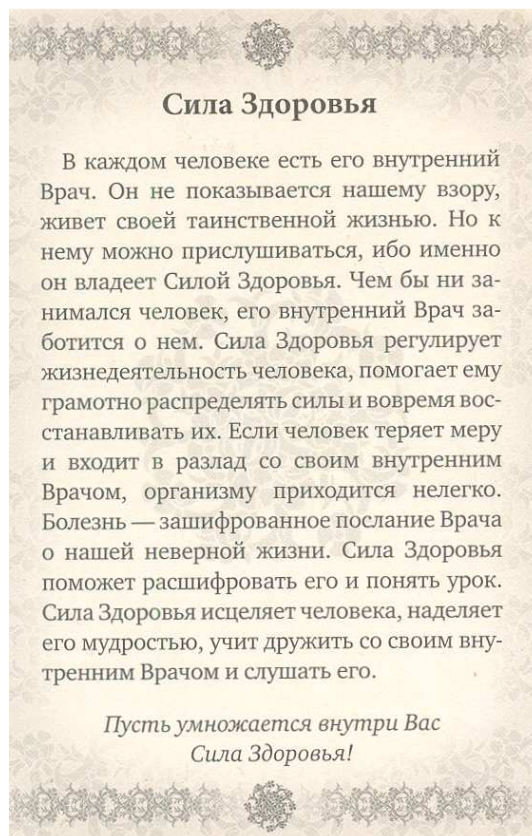 Сила Здоровья
В каждом человеке есть его внутренний
Врач. Он не показывается нашему взору,
живет своей таинственной жизнью. Но к
нему можно прислушиваться, ибо именно
он владеет Силой Здоровья. Чем бы ни за-
нимался человек, его внутренний Врач за-
ботится о нем. Сила Здоровья регулирует
жизнедеятельность человека, помогает ему
грамотно распределять силы и вовремя вос-
станавливать их. Если человек теряет меру
и входит в разлад со своим внутренним
Врачом, организму приходится нелегко.
Болезнь — зашифрованное послание Врача
о нашей неверной жизни. Сила Здоровья
поможет расшифровать его и понять урок.
Сила Здоровья исцеляет человека, наделяет
его мудростью, учит дружить со своим вну-
тренним Врачом и слушать его.
Пусть умножается внутри Вас
Сила Здоровья!